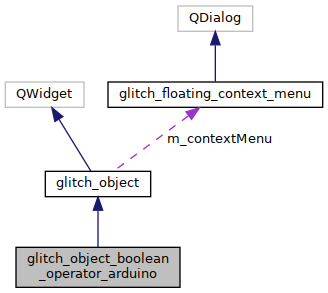 QDialog
QWidget
glitch_floating_context_menu
m_contextMenu
glitch_object
glitch_object_boolean
_operator_arduino